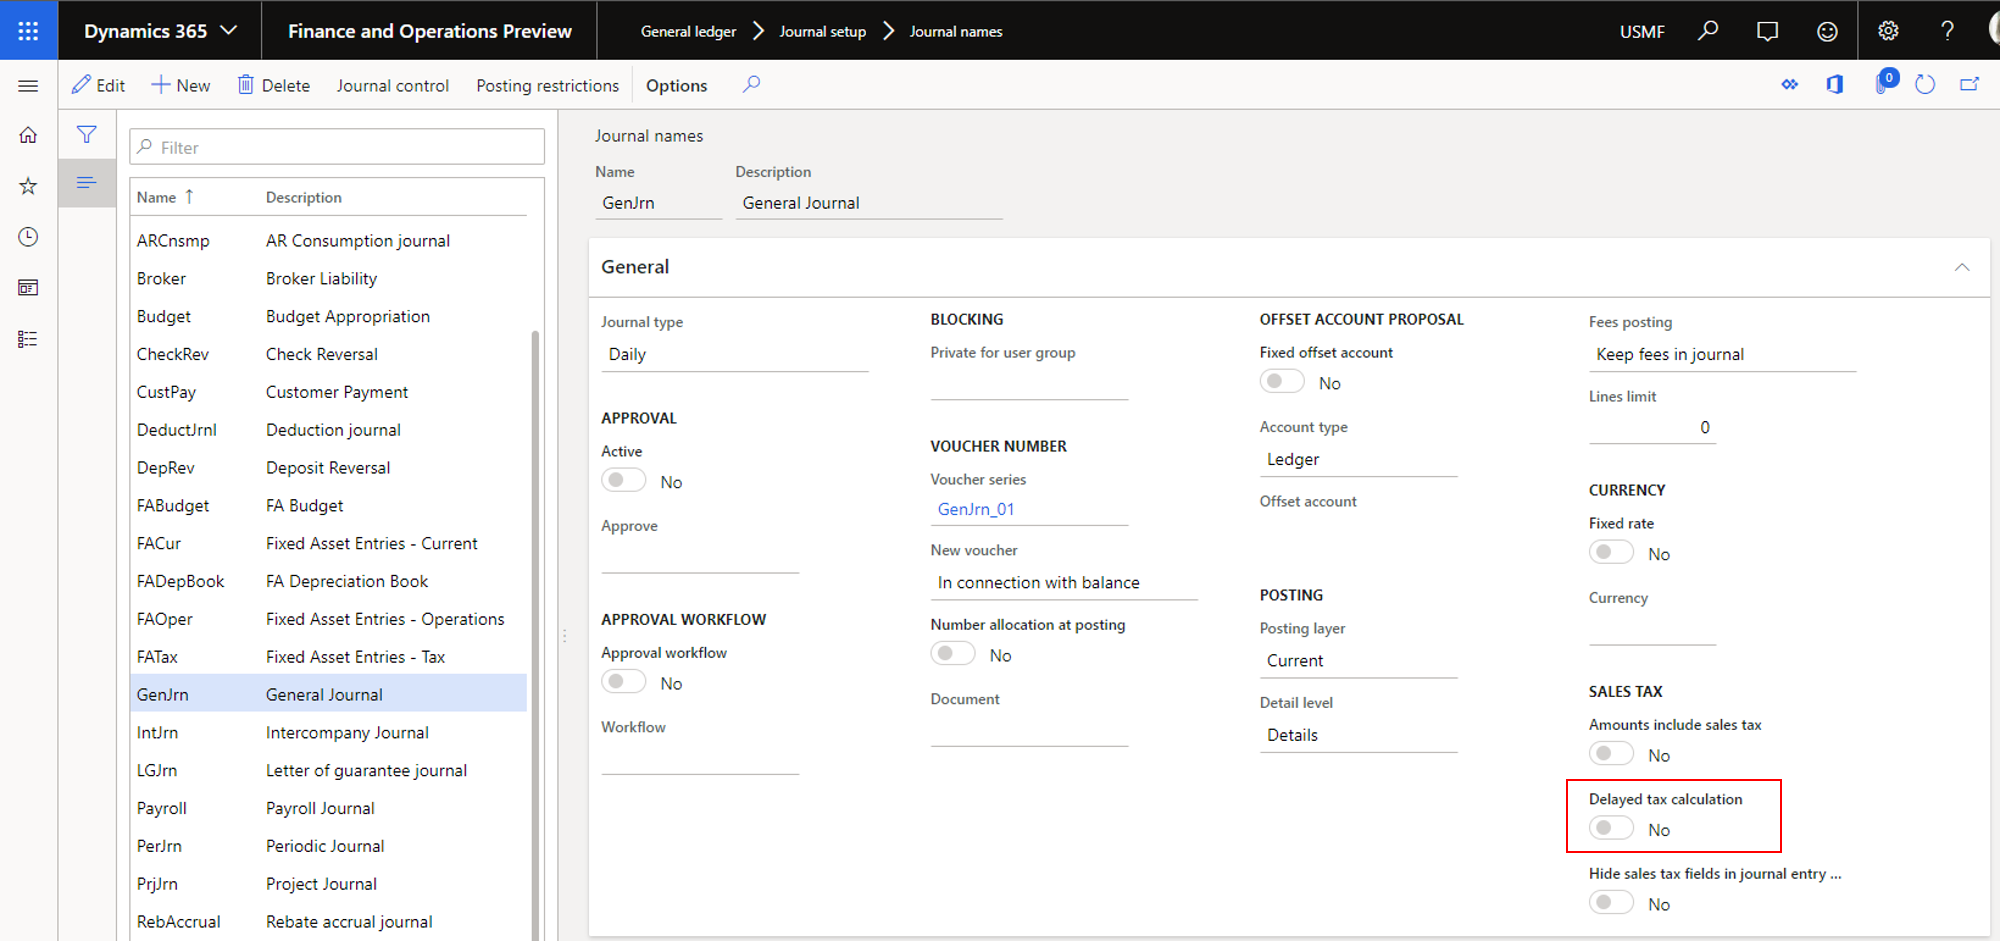 Dynamics 365
Finance and Operations Preview
General ledger
Journal setup
Journal names
USMF
?
Edit
New
Delete
Journal control
Posting restrictions
Options
0
Filter
Name ↑ Description
ARCnsmp AR Consumption journal
Broker Broker Liability
Budget Budget Appropriation
CheckRev Check Reversal
CustPay Customer Payment
DeductJrnl Deduction journal
DepRev Deposit Reversal
FABudget FA Budget
FACur Fixed Asset Entries - Current
FADepBook FA Depreciation Book
FAOper Fixed Asset Entries - Operations
FATax Fixed Asset Entries - Tax
GenJrn General Journal
IntJrn Intercompany Journal
LGJrn Letter of guarantee journal
Payroll Payroll Journal
PerJrn Periodic Journal
PrjJrn Project Journal
RebAccrual Rebate accrual journal
Journal names
Name Description
GenJrn General Journal
General
Journal type
Daily
APPROVAL
Active
No
Approve
APPROVAL WORKFLOW
Approval workflow
No
Workflow
BLOCKING
Private for user group
VOUCHER NUMBER
Voucher series
GenJrn_01
New voucher
In connection with balance
Number allocation at posting
No
Document
OFFSET ACCOUNT PROPOSAL
Fixed offset account
No
Account type
Ledger
Offset account
POSTING
Posting layer
Current
Detail level
Details
Fees posting
Keep fees in journal
Lines limit
0
CURRENCY
Fixed rate
No
Currency
SALES TAX
Amounts include sales tax
No
Delayed tax calculation
No
Hide sales tax fields in journal entry ...
No